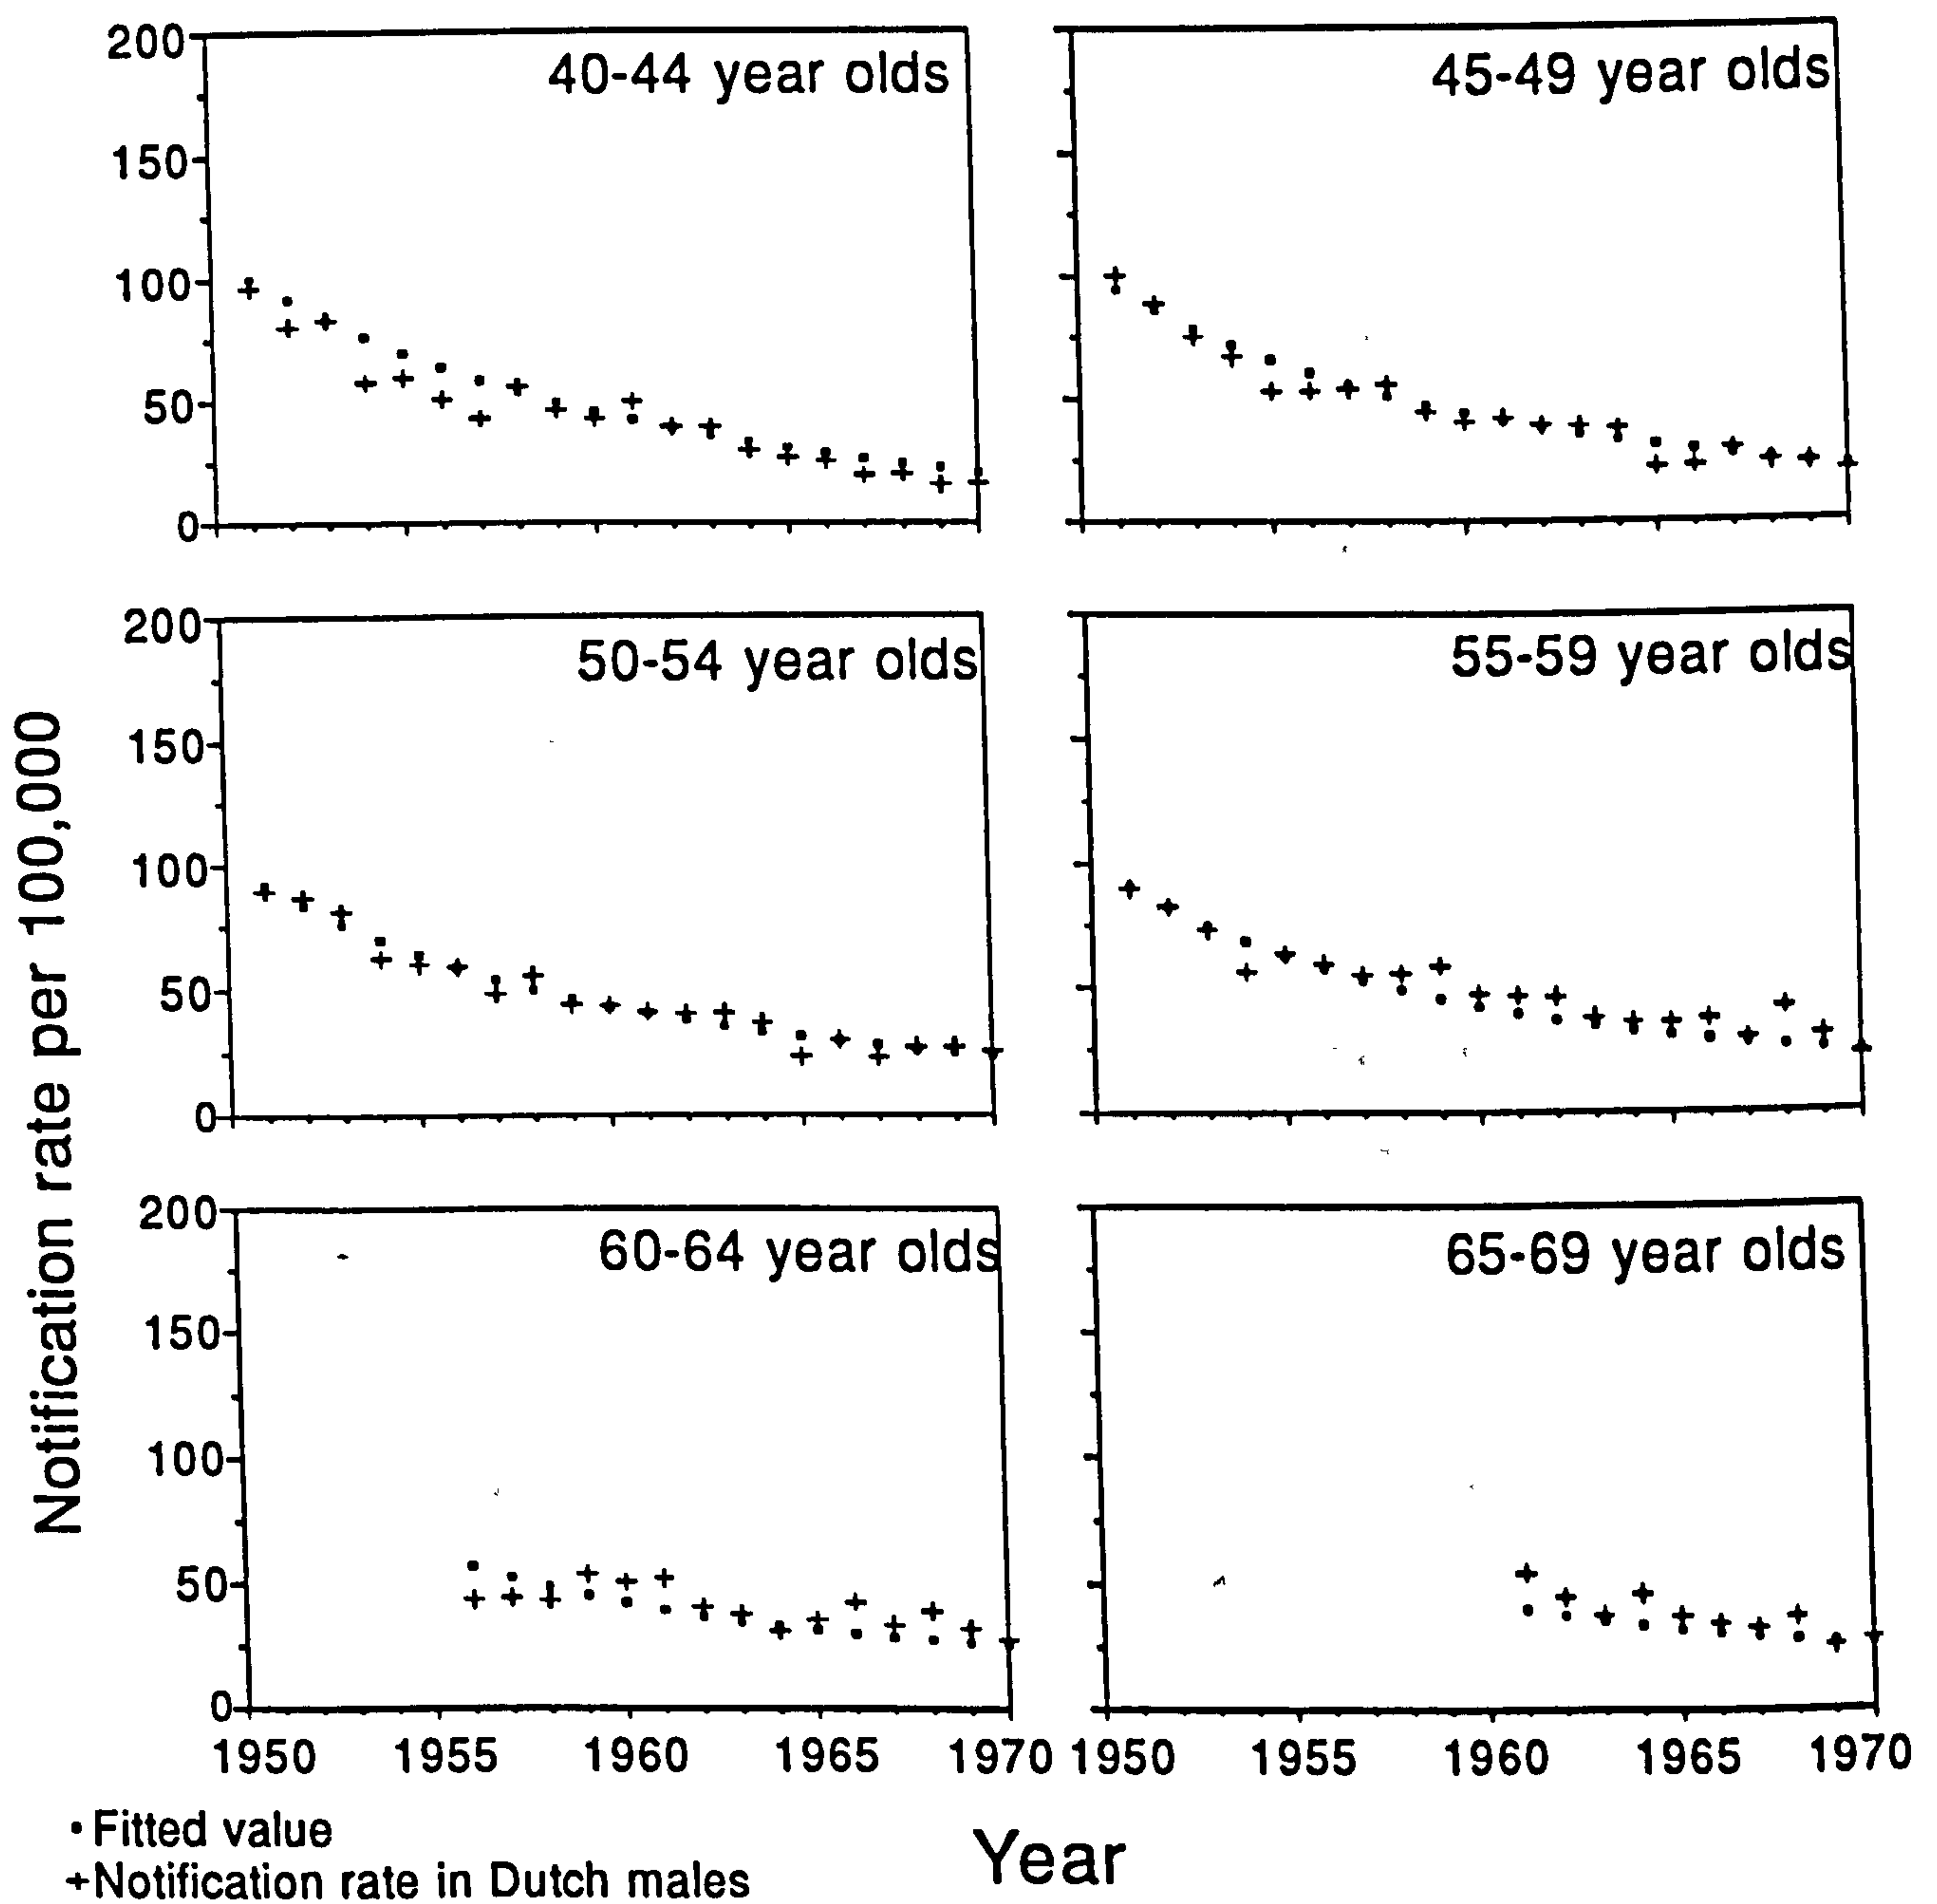 200
150
100
50
0
40-44 year olds
45-49 year olds
200
150
100
50
0
50-54 year olds
55-59 year olds
200
150
100
50
0
60-64 year olds
65-69 year olds
1950 1955 1960 1965 1970
1950 1955 1960 1965 1970
Notification rate per 100,000
Year
Fitted value
+Notification rate in Dutch males